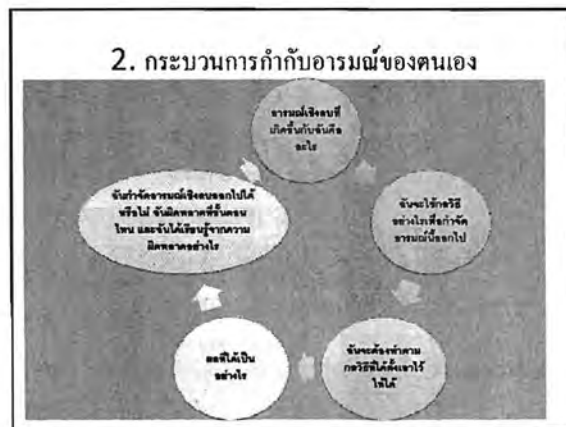 2. กระบวนการกำกับอารมณ์ของตนเอง
อารมณ์เชิงลบที่
เกิดขึ้นกับฉันคือ
อะไร
ฉันจะใช้กลวิธี
อย่างไรเพื่อกำจัด
อารมณ์นี้ออกไป
ฉันจะต้องทำตาม
กลวิธีที่ได้ตั้งเอาไว้
ให้ได้
ผลที่ได้เป็น
อย่างไร
ฉันกำจัดอารมณ์เชิงลบออกไปได้
หรือไม่ ฉันผิดพลาดที่ขั้นตอน
ไหน และฉันได้เรียนรู้จากความ
ผิดพลาดอย่างไร